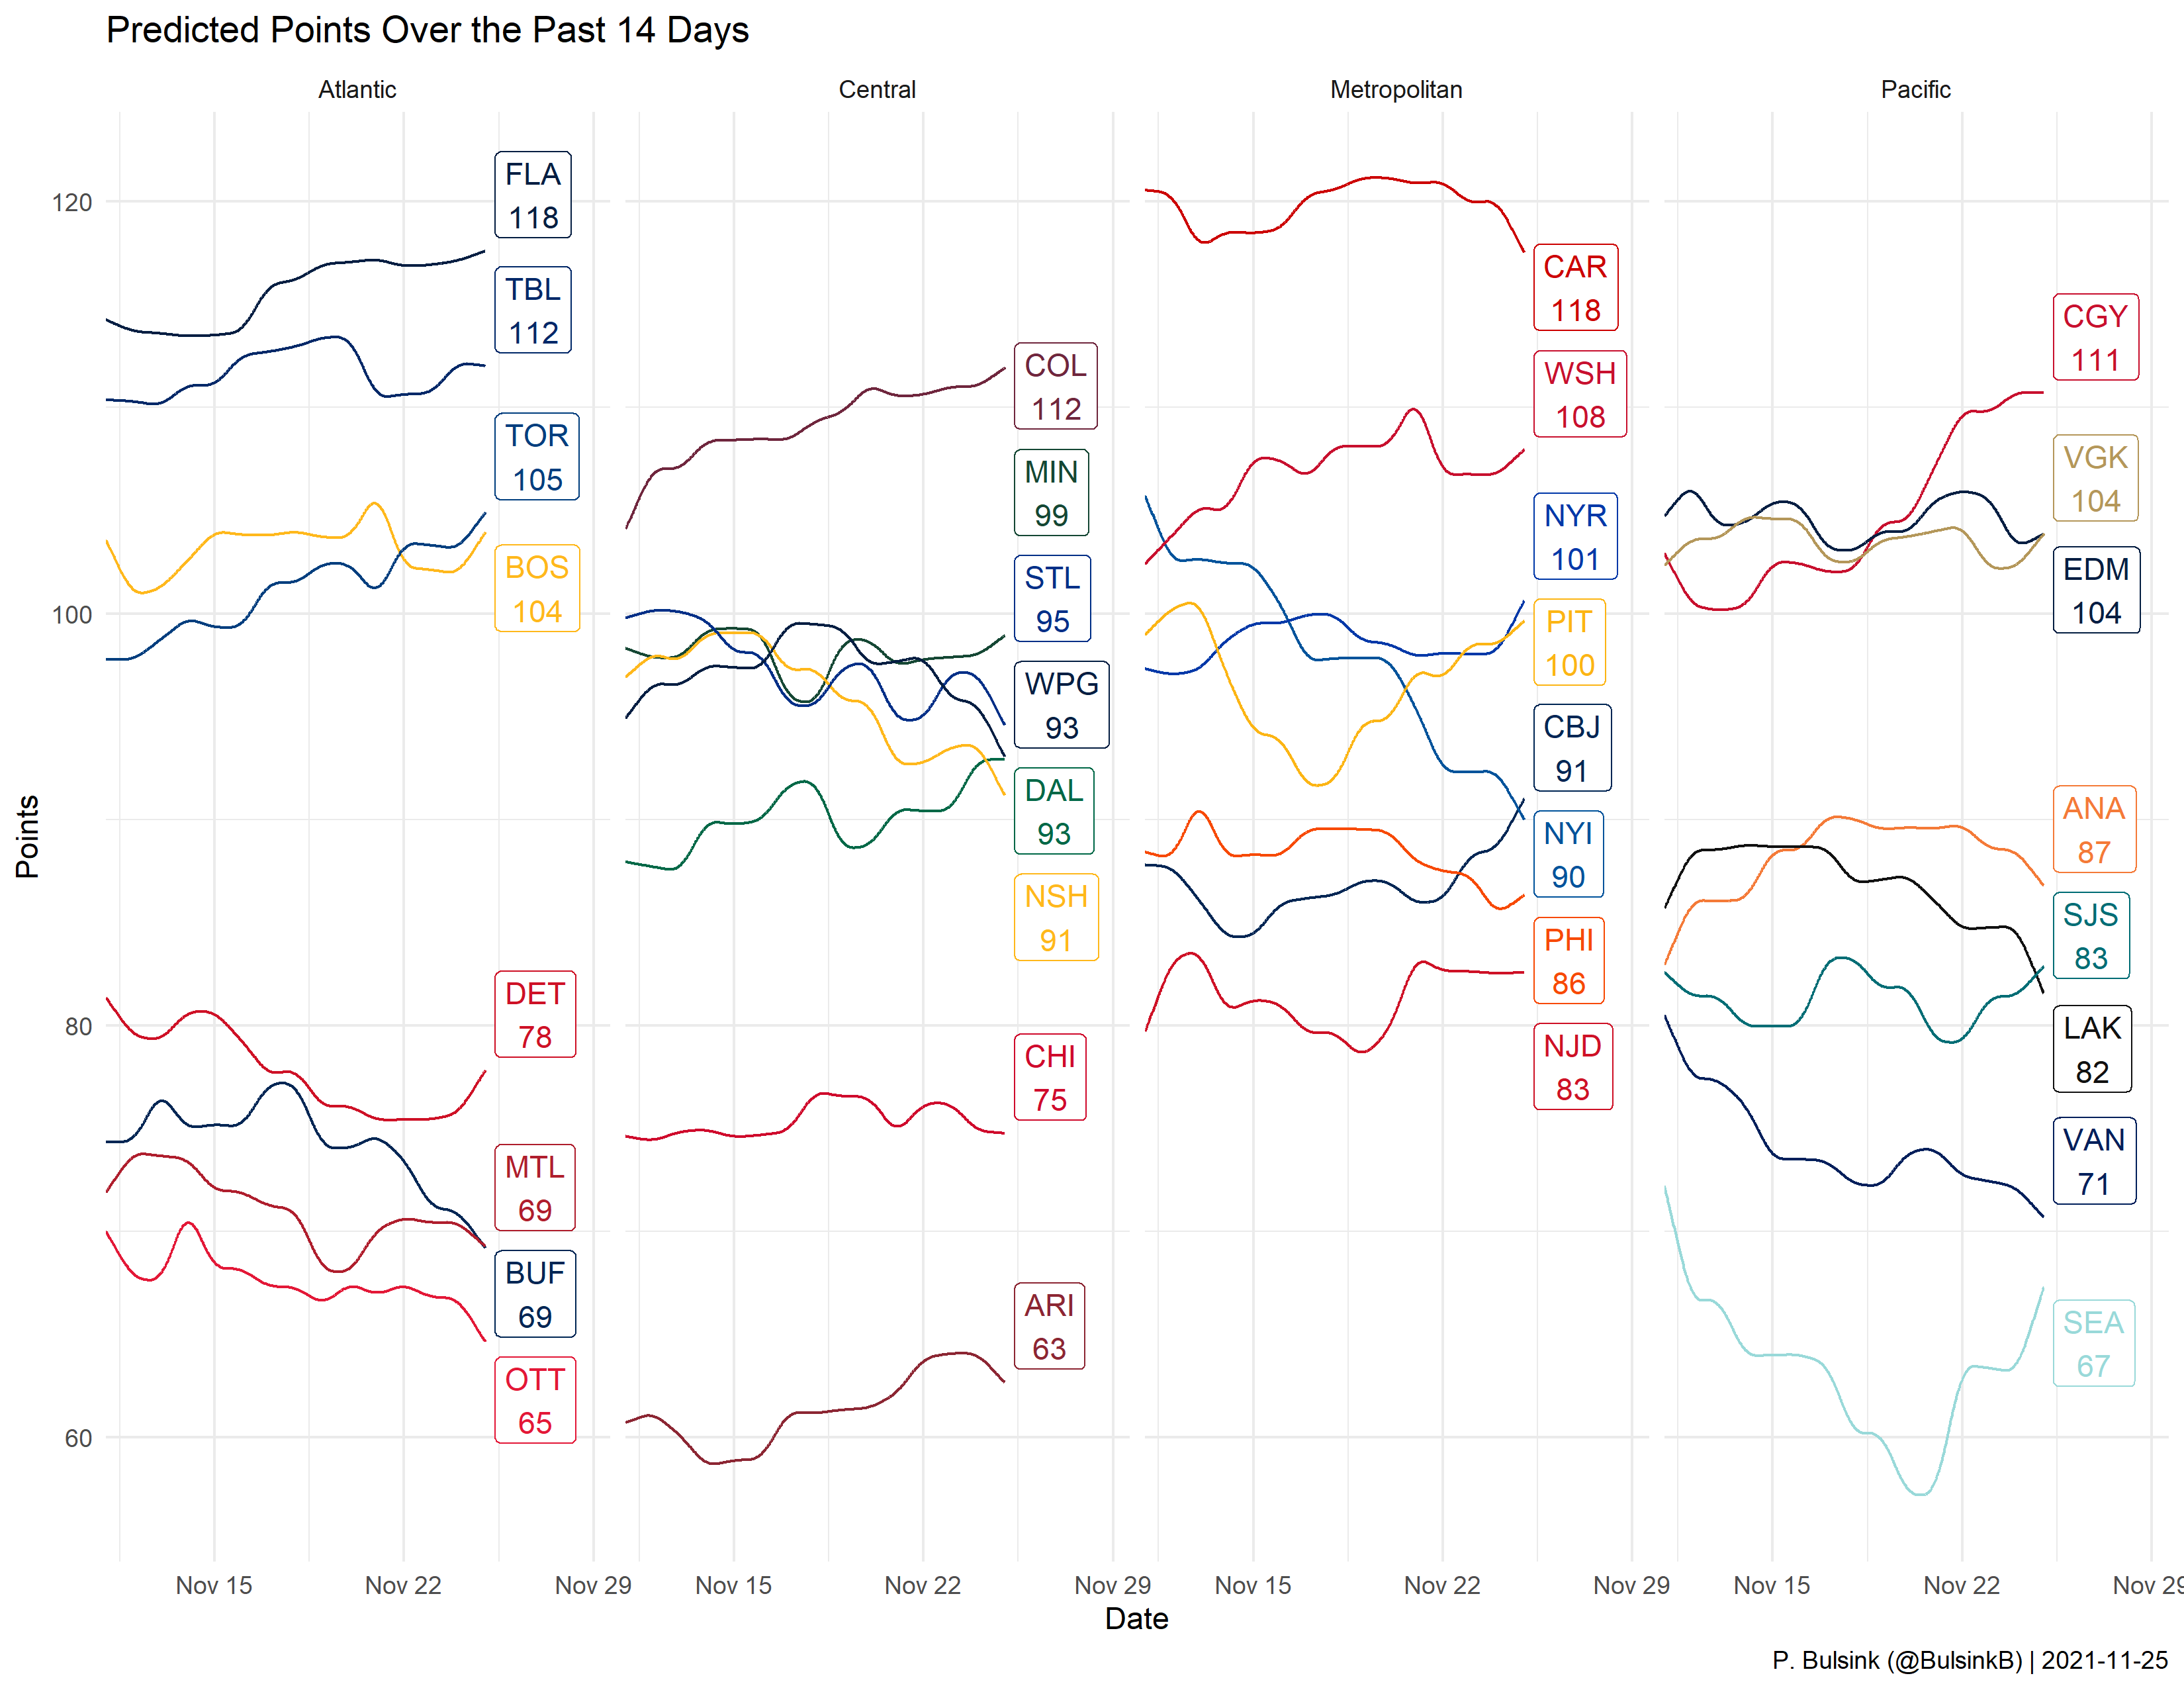 Predicted Points Over the Past 14 Days
Atlantic
Central
Metropolitan
Pacific
Points
120
100
80
60
FLA
118
TBL
112
TOR
105
BOS
104
DET
78
MTL
69
BUF
69
OTT
65
COL
112
MIN
99
STL
95
WPG
93
DAL
93
NSH
91
CHI
75
ARI
63
CAR
118
WSH
108
NYR
101
PIT
100
CBJ
91
NYI
90
PHI
86
NJD
83
CGY
111
VGK
104
EDM
104
ANA
87
SJS
83
LAK
82
VAN
71
SEA
67
Nov 15 Nov 22 Nov 29 Nov 15 Nov 22 Nov 29 Nov 15 Nov 22 Nov 29 Nov 15 Nov 22 Nov 29
Date
P. Bulsink (@BulsinkB) | 2021-11-25